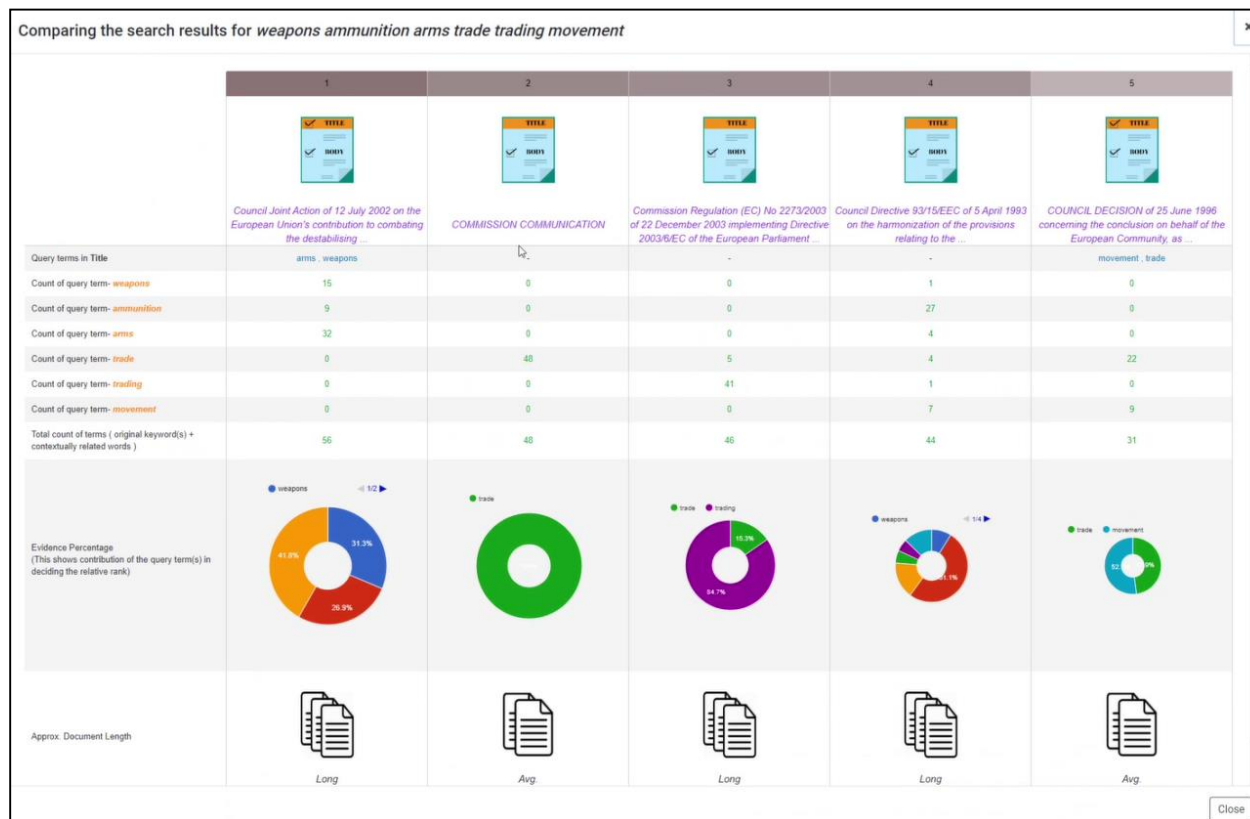 Comparing the search results for weapons ammunition arms trade trading movement
×
1 2 3 4 5
TITLE TITLE TITLE TITLE TITLE
BODY BODY BODY BODY BODY
Council Joint Action of 12 July 2002 on the European Union's contribution to combating the destabilising ...
COMMISSION COMMUNICATION
Commission Regulation (EC) No 2273/2003 of 22 December 2003 implementing Directive 2003/6/EC of the European Parliament ...
Council Directive 93/15/EEC of 5 April 1993 on the harmonization of the provisions relating to the ...
COUNCIL DECISION of 25 June 1996 concerning the conclusion on behalf of the European Community, as ...
Query terms in Title arms , weapons - - - movement , trade
Count of query term- weapons 15 0 0 1 0
Count of query term- ammunition 9 0 0 27 0
Count of query term- arms 32 0 0 4 0
Count of query term- trade 0 48 5 4 22
Count of query term- trading 0 0 41 1 0
Count of query term- movement 0 0 0 7 9
Total count of terms ( original keyword(s) + contextually related words ) 56 48 46 44 31
Evidence Percentage
(This shows contribution of the query term(s) in
deciding the relative rank)
weapons 1/2
41.8% 31.3%
26.9%
trade
trade trading
15.3%
84.7%
weapons 1/4
trade movement
Approx. Document Length
Long Avg. Long Long Avg.
Close